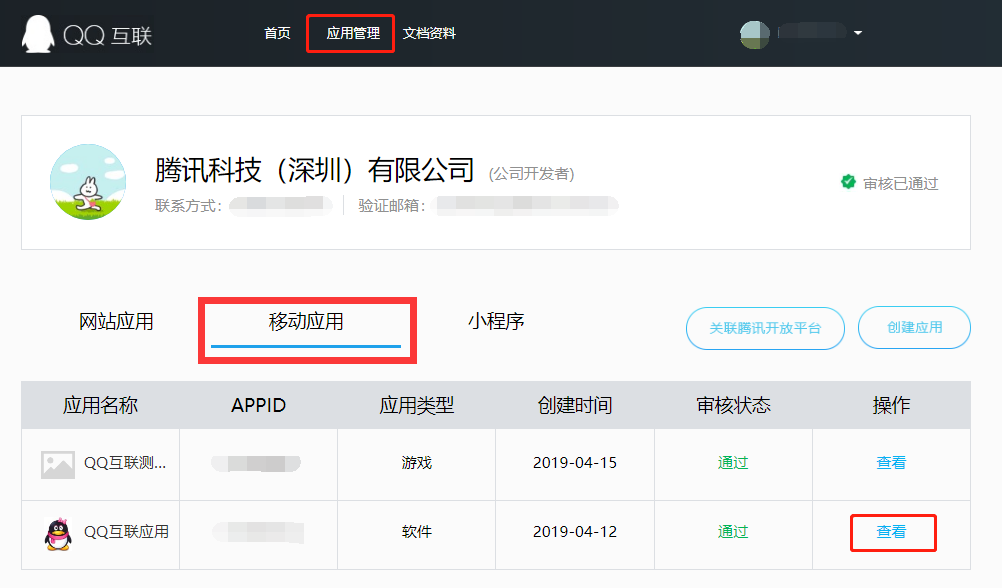 QQ 互联 首页 应用管理 文档资料
腾讯科技（深圳）有限公司 (公司开发者)
审核已通过
联系方式： 验证邮箱：
网站应用 移动应用 小程序 关联腾讯开放平台 创建应用
应用名称 APPID 应用类型 创建时间 审核状态 操作
QQ互联测... 游戏 2019-04-15 通过 查看
QQ互联应用 软件 2019-04-12 通过 查看